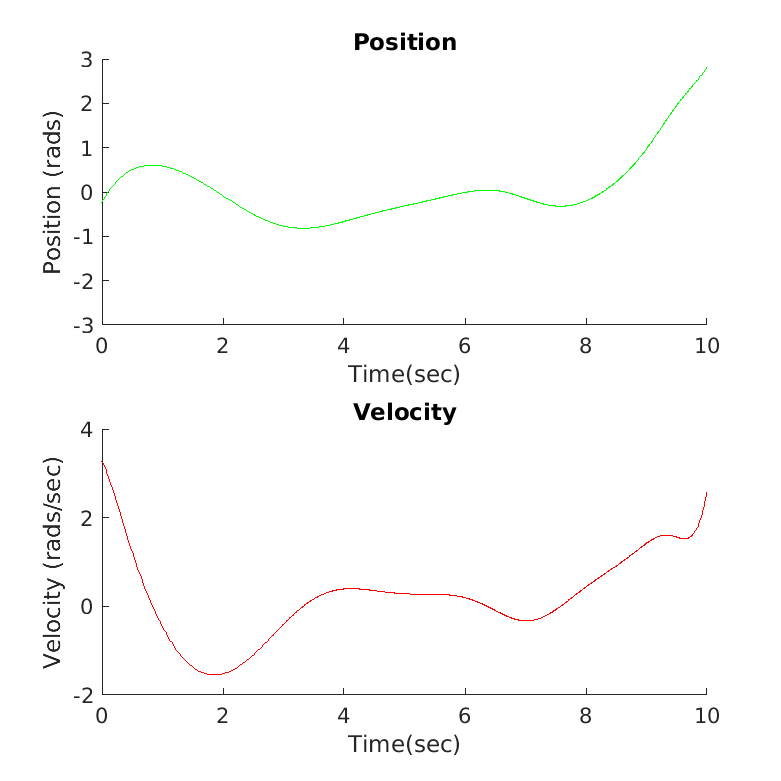 Position
3
2
1
0
-1
-2
-3
Position (rads)
0 2 4 6 8 10
Time(sec)
Velocity
4
2
0
-2
Velocity (rads/sec)
0 2 4 6 8 10
Time(sec)